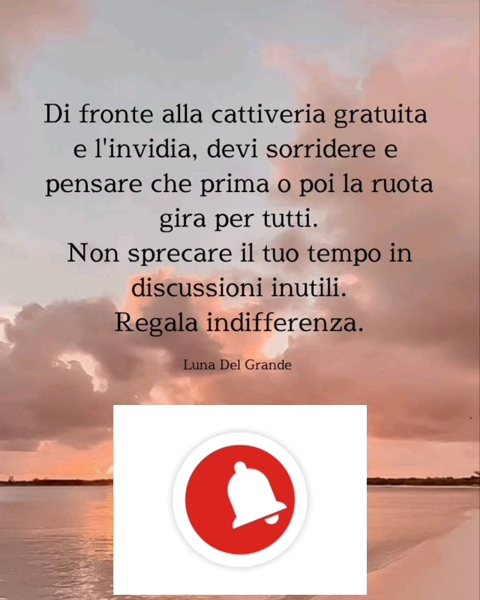 Di fronte alla cattiveria gratuita
e l'invidia, devi sorridere e
pensare che prima o poi la ruota
gira per tutti.
Non sprecare il tuo tempo in
discussioni inutili.
Regala indifferenza.
Luna Del Grande